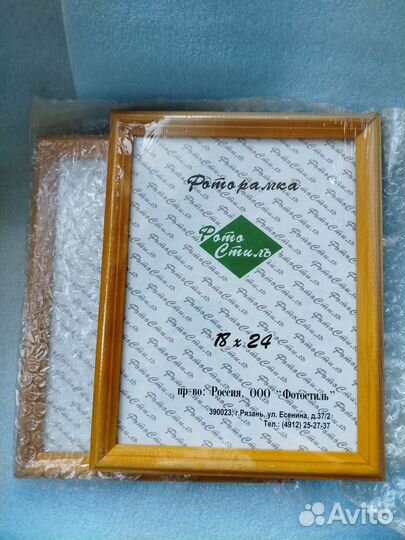 Фоторамка
Фото
Стиль
18 x 24
пр-во: Россия, ООО "Фотостиль"
390023; г.Рязань, ул. Есенина, д.37/2
Тел.: (4912) 25-27-37
Avito